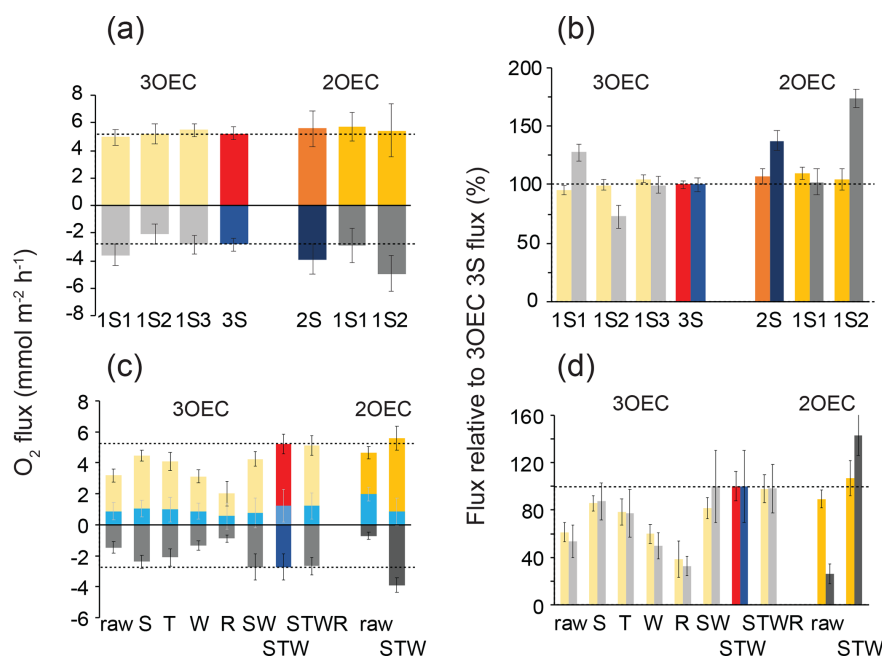 (a)
3OEC 2OEC
8
6
4
2
0
-2
-4
-6
-8
1S1 1S2 1S3 3S 2S 1S1 1S2
(b)
3OEC 2OEC
200
150
100
50
0
1S1 1S2 1S3 3S 2S 1S1 1S2
O2 flux (mmol m-2 h-1)
Flux relative to 3OEC 3S flux (%)
(c)
3OEC 2OEC
8
6
4
2
0
-2
-4
-6
raw S T W R SW STWR raw
STW STW
(d)
3OEC 2OEC
160
120
80
40
0
raw S T W R SW STWR raw
STW STW